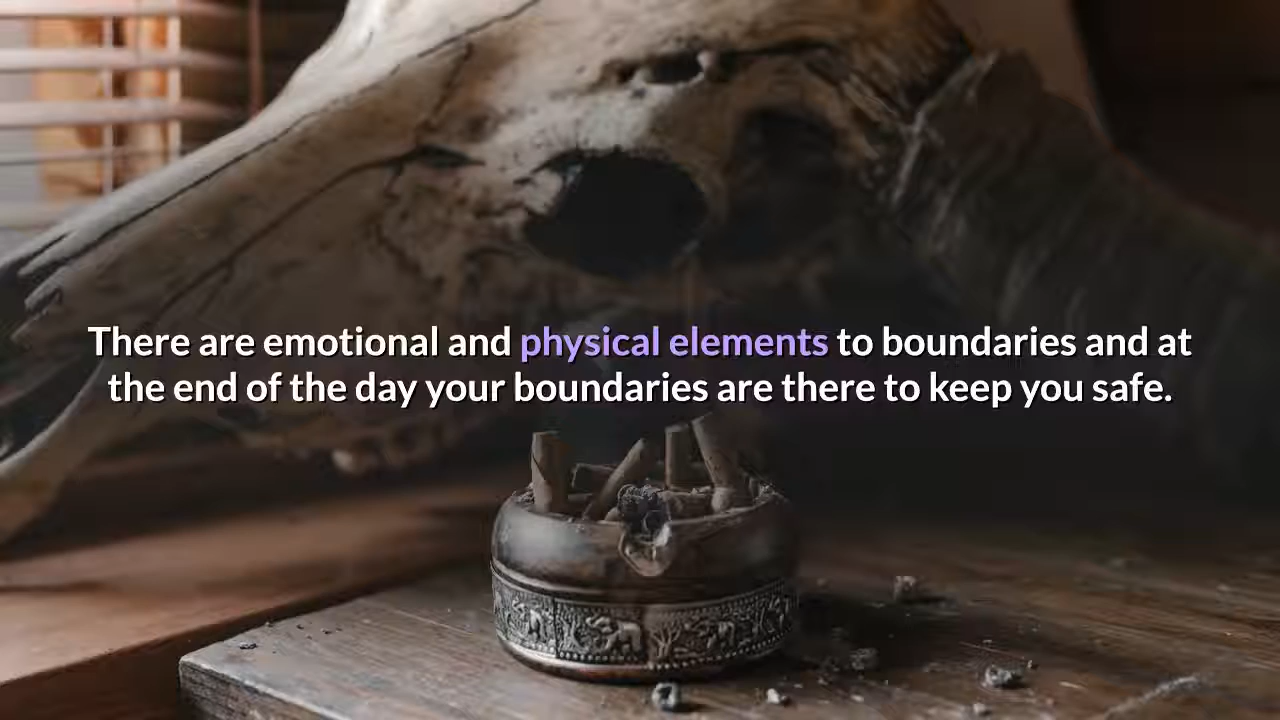 There are emotional and physical elements to boundaries and at
the end of the day your boundaries are there to keep you safe.